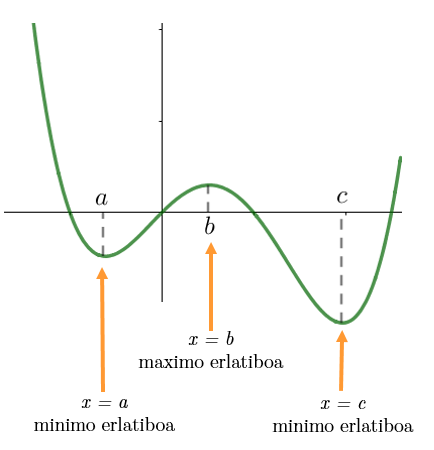 a
c
b
x = b
maximo erlatiboa
x = a
minimo erlatiboa
x = c
minimo erlatiboa